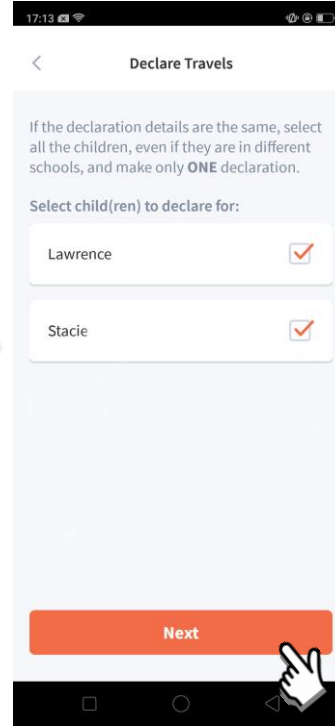 17:13
Declare Travels
If the declaration details are the same, select
all the children, even if they are in different
schools, and make only ONE declaration.
Select child(ren) to declare for:
Lawrence
Stacie
Next